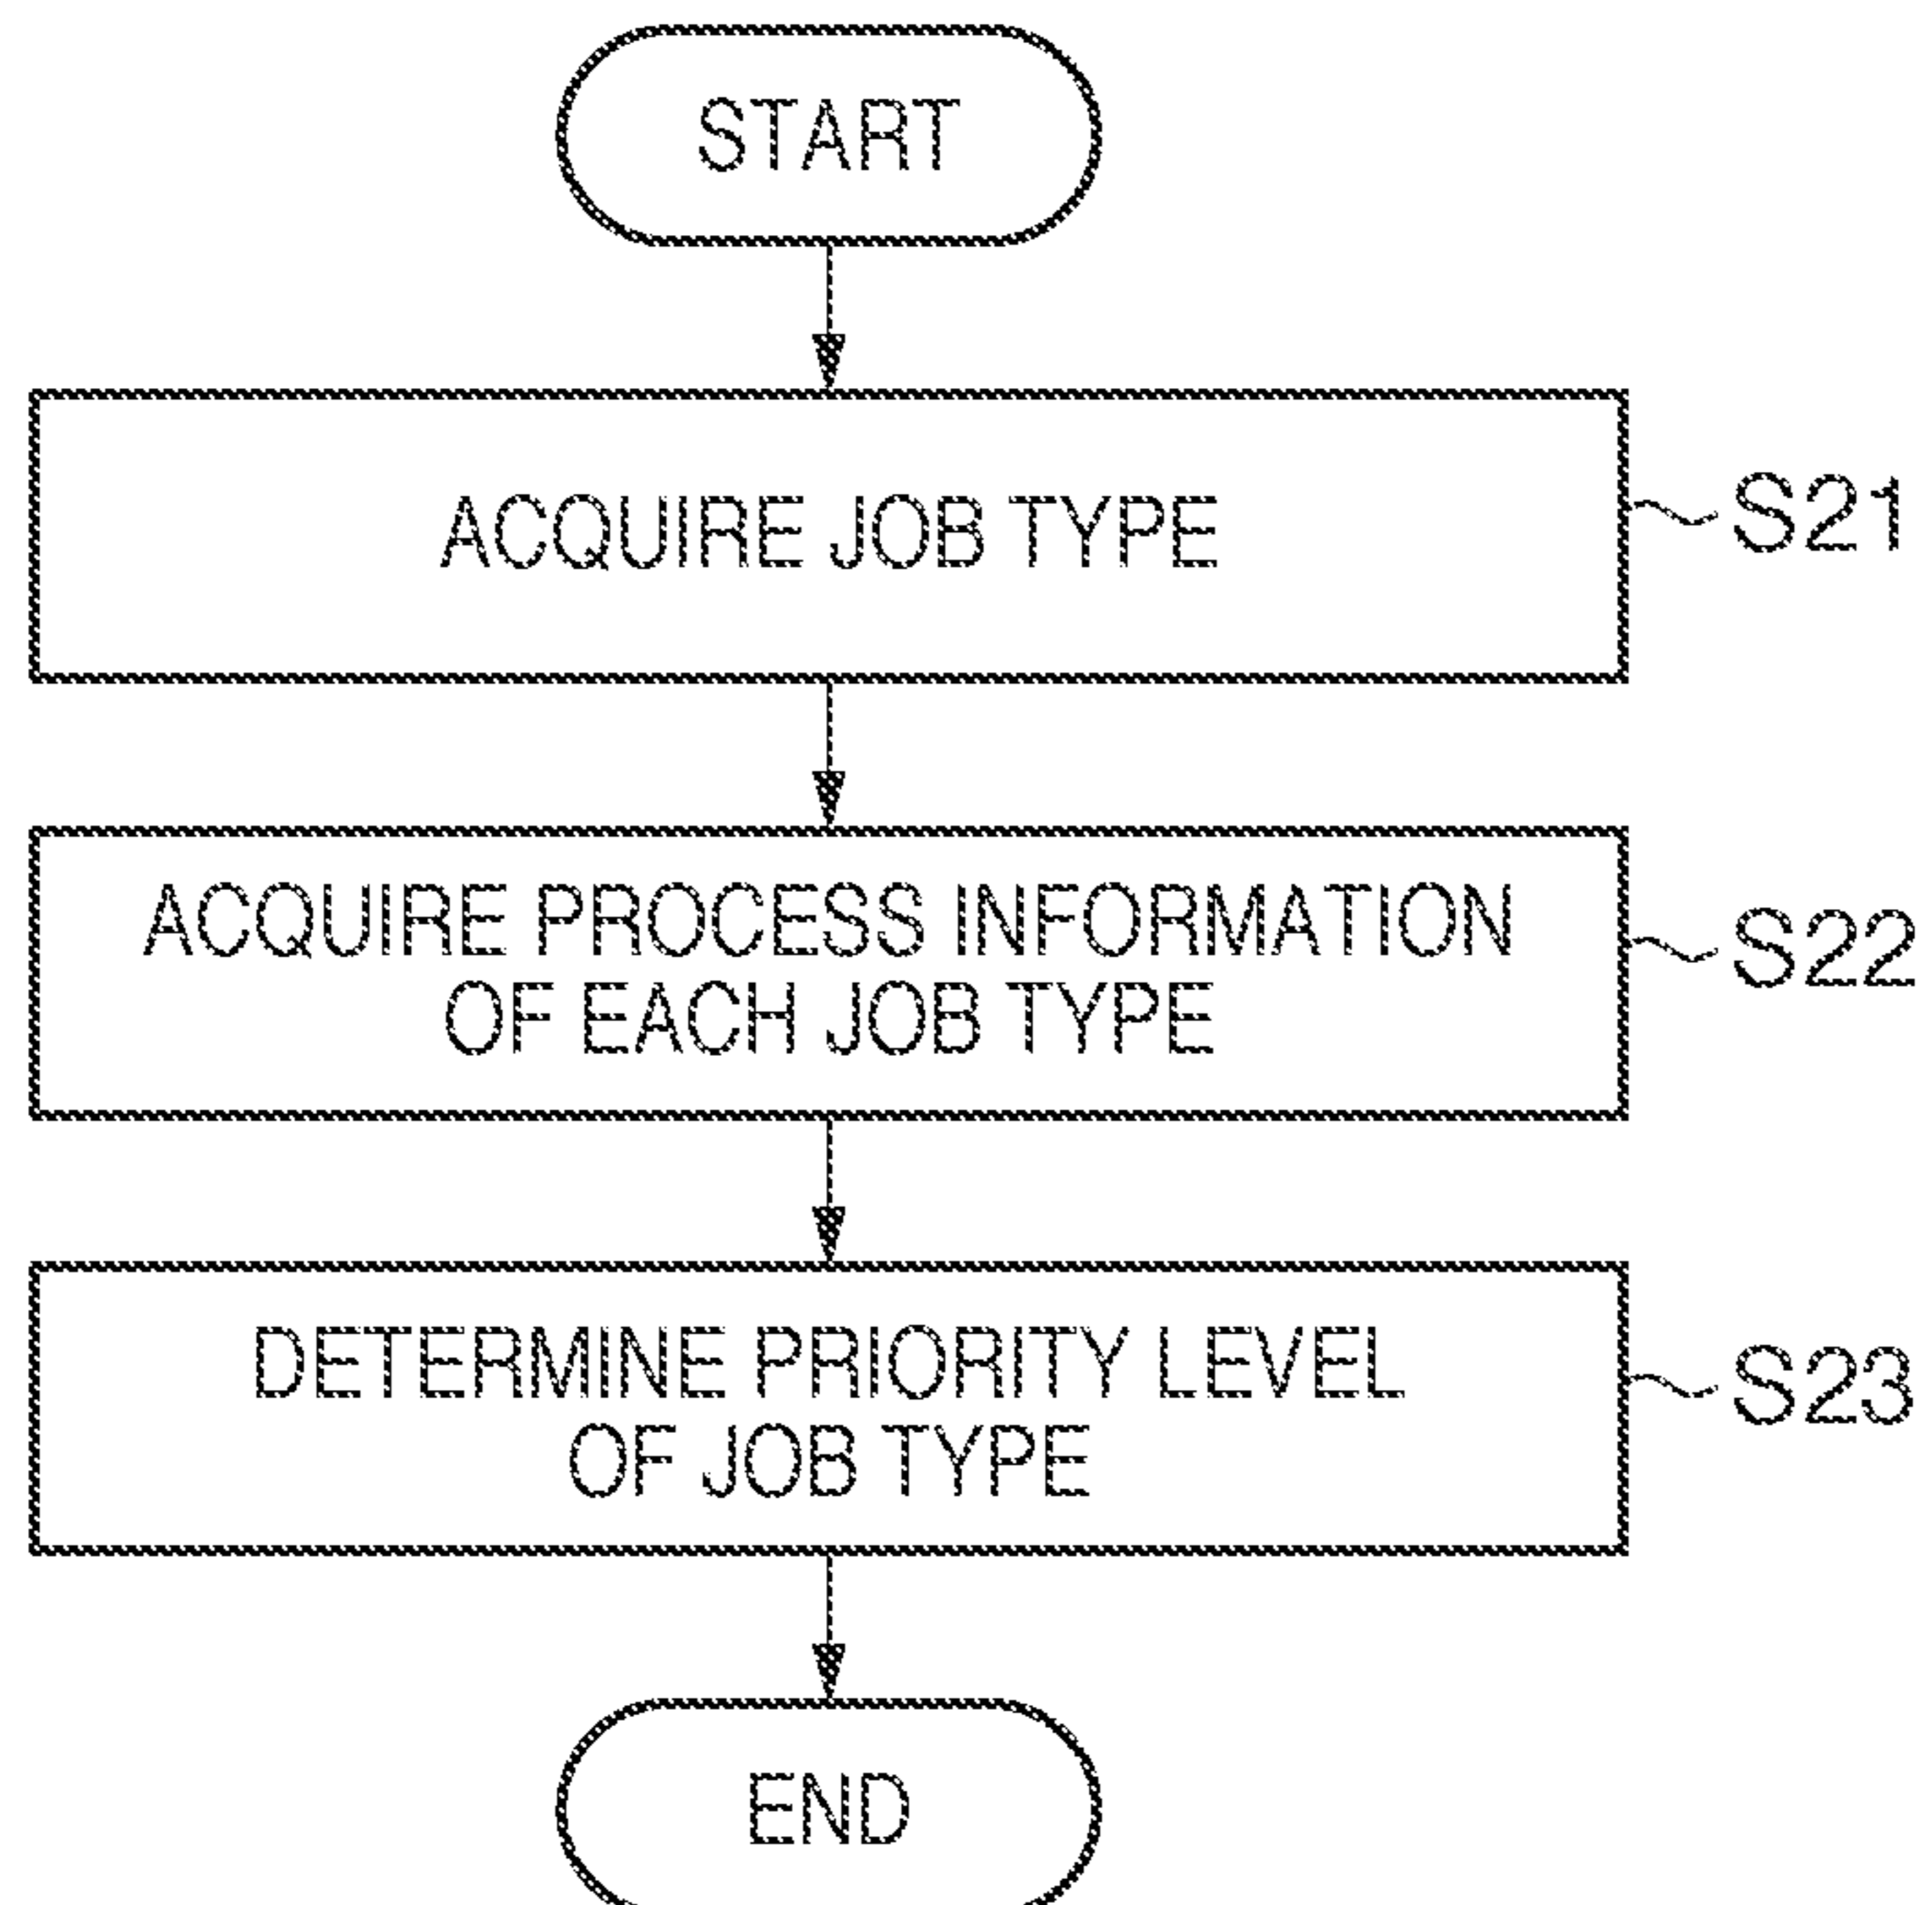 START
ACQUIRE JOB TYPE
S21
ACQUIRE PROCESS INFORMATION
OF EACH JOB TYPE
S22
DETERMINE PRIORITY LEVEL
OF JOB TYPE
S23
END